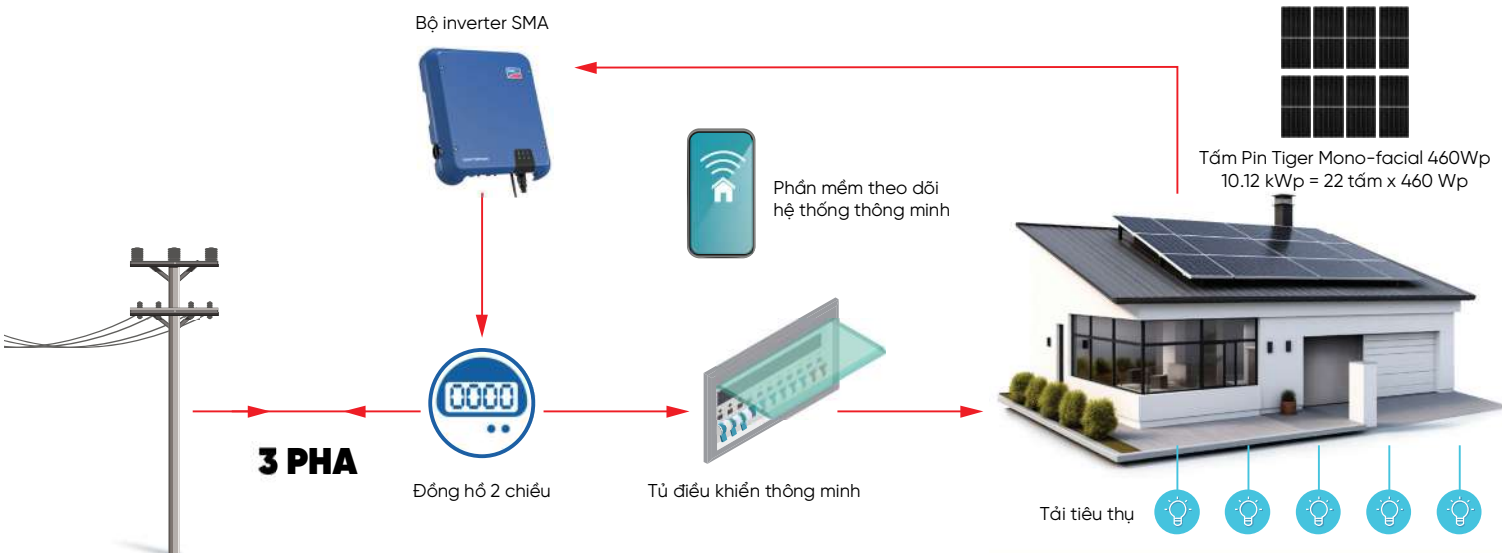 Bộ inverter SMA
Tấm Pin Tiger Mono-facial 460Wp
10.12 kWp = 22 tấm x 460 Wp
Phần mềm theo dõi
hệ thống thông minh
0000
3 PHA
Đồng hồ 2 chiều
Tủ điều khiển thông minh
Tải tiêu thụ